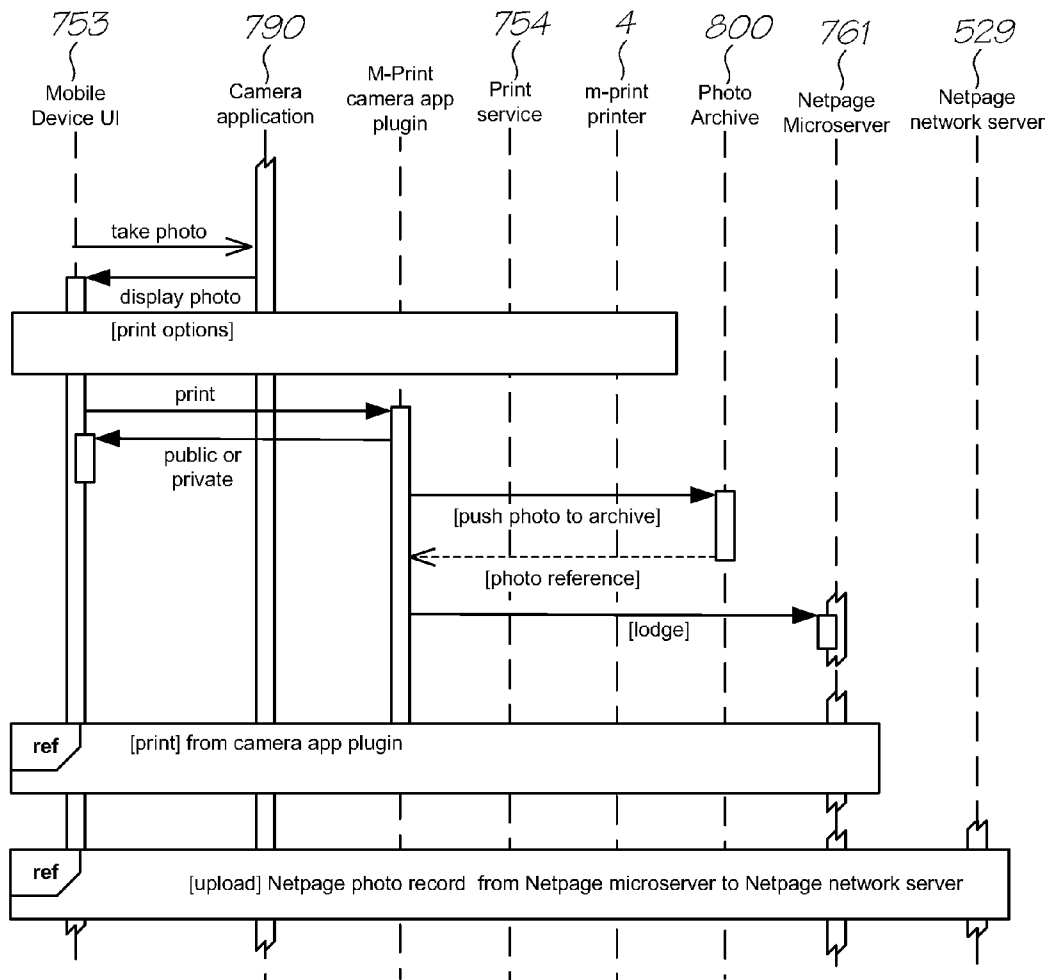 753
790
754
4
800
761
529
Mobile
Device UI
Camera
application
M-Print
camera app
plugin
Print
service
m-print
printer
Photo
Archive
Netpage
Microserver
Netpage
network server
take photo
display photo
[print options]
print
public or
private
[push photo to archive]
[photo reference]
[lodge]
ref
[print] from camera app plugin
ref
[upload] Netpage photo record from Netpage microserver to Netpage network server